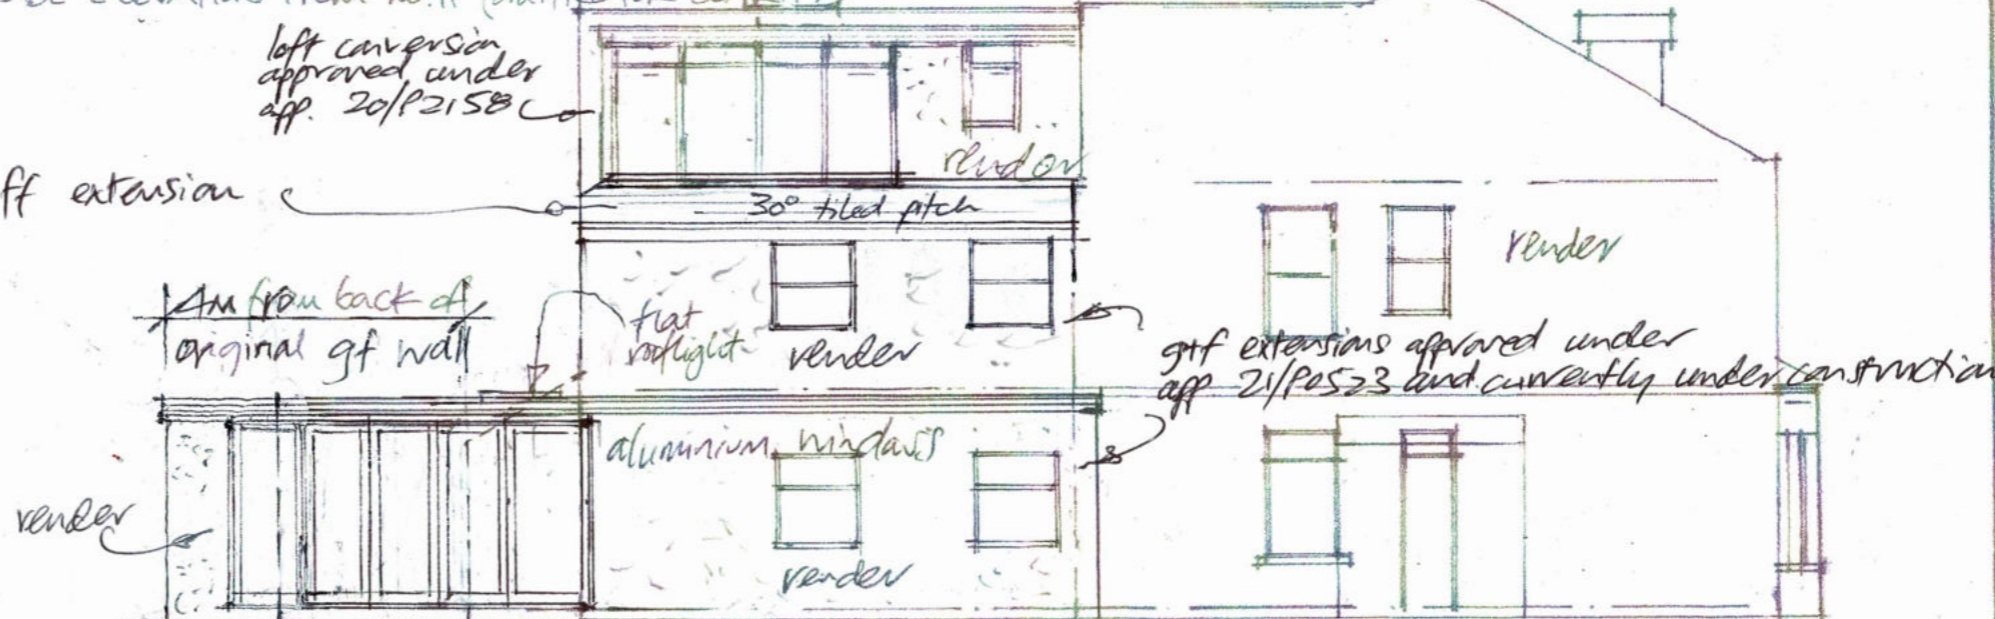 loft conversion
approved under
app. 20/P2158
render
ff extension
30° tiled pitch
render
4m from back of
original gf wall
flat
rooflight
render
g+f extensions approved under
app 21/P0523 and currently under construction
aluminium windows
render
render